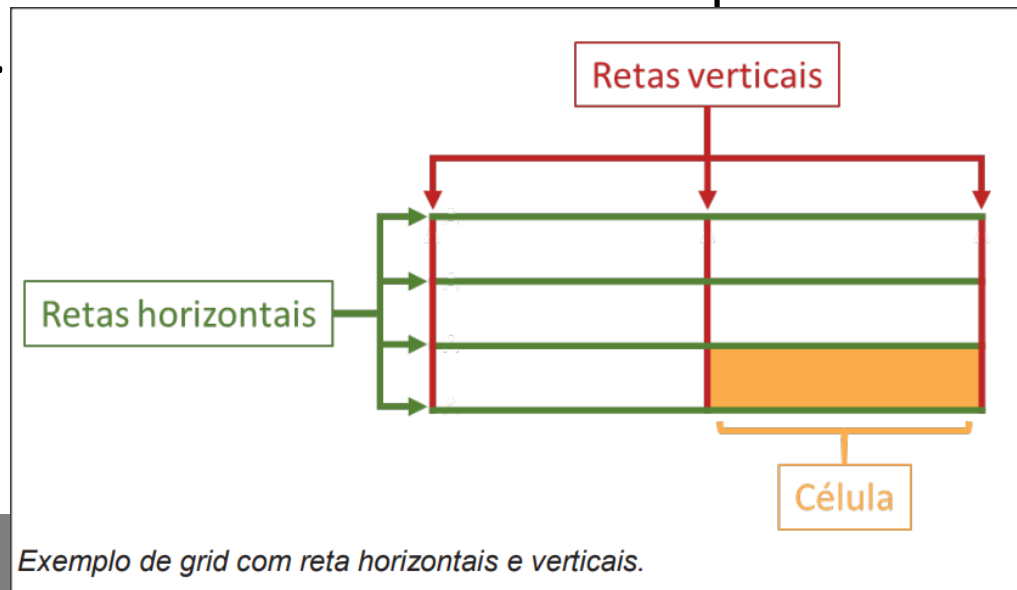 Retas verticais
Retas horizontais
Célula
Exemplo de grid com reta horizontais e verticais.